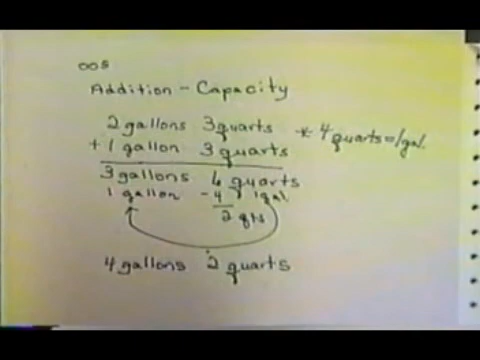 008
Addition - Capacity
2 gallons 3 quarts * 4 quarts = 1 gal.
+ 1 gallon 3 quarts
3 gallons 6 quarts
1 gallon - 4 1 gal.
2 qts
4 gallons 2 quarts